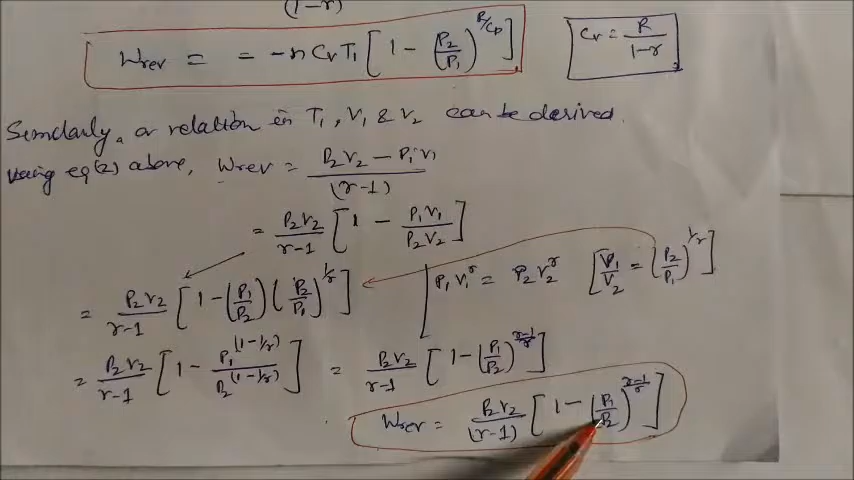 (1-r)
Wrev = = -n Cv T1 [ 1 - (P2/P1)^R/Cp ]
Cv = R/1-r
Similarly, a relation in T1, V1 & V2 can be derived.
using eq(2) above, Wrev = P2V2 - P1V1/(r-1)
= P2V2/r-1 [ 1 - P1V1/P2V2 ]
P1V1^r = P2V2^r [ V1/V2 = (P2/P1)^1/r ]
= P2V2/r-1 [ 1 - (P1/P2) (P2/P1)^1/r ]
= P2V2/r-1 [ 1 - P1^(1-1/r)/P2^(1-1/r) ] = P2V2/r-1 [ 1 - (P1/P2)^r-1/r ]
Wrev = P2V2/(r-1) [ 1 - (P1/P2)^r-1/r ]